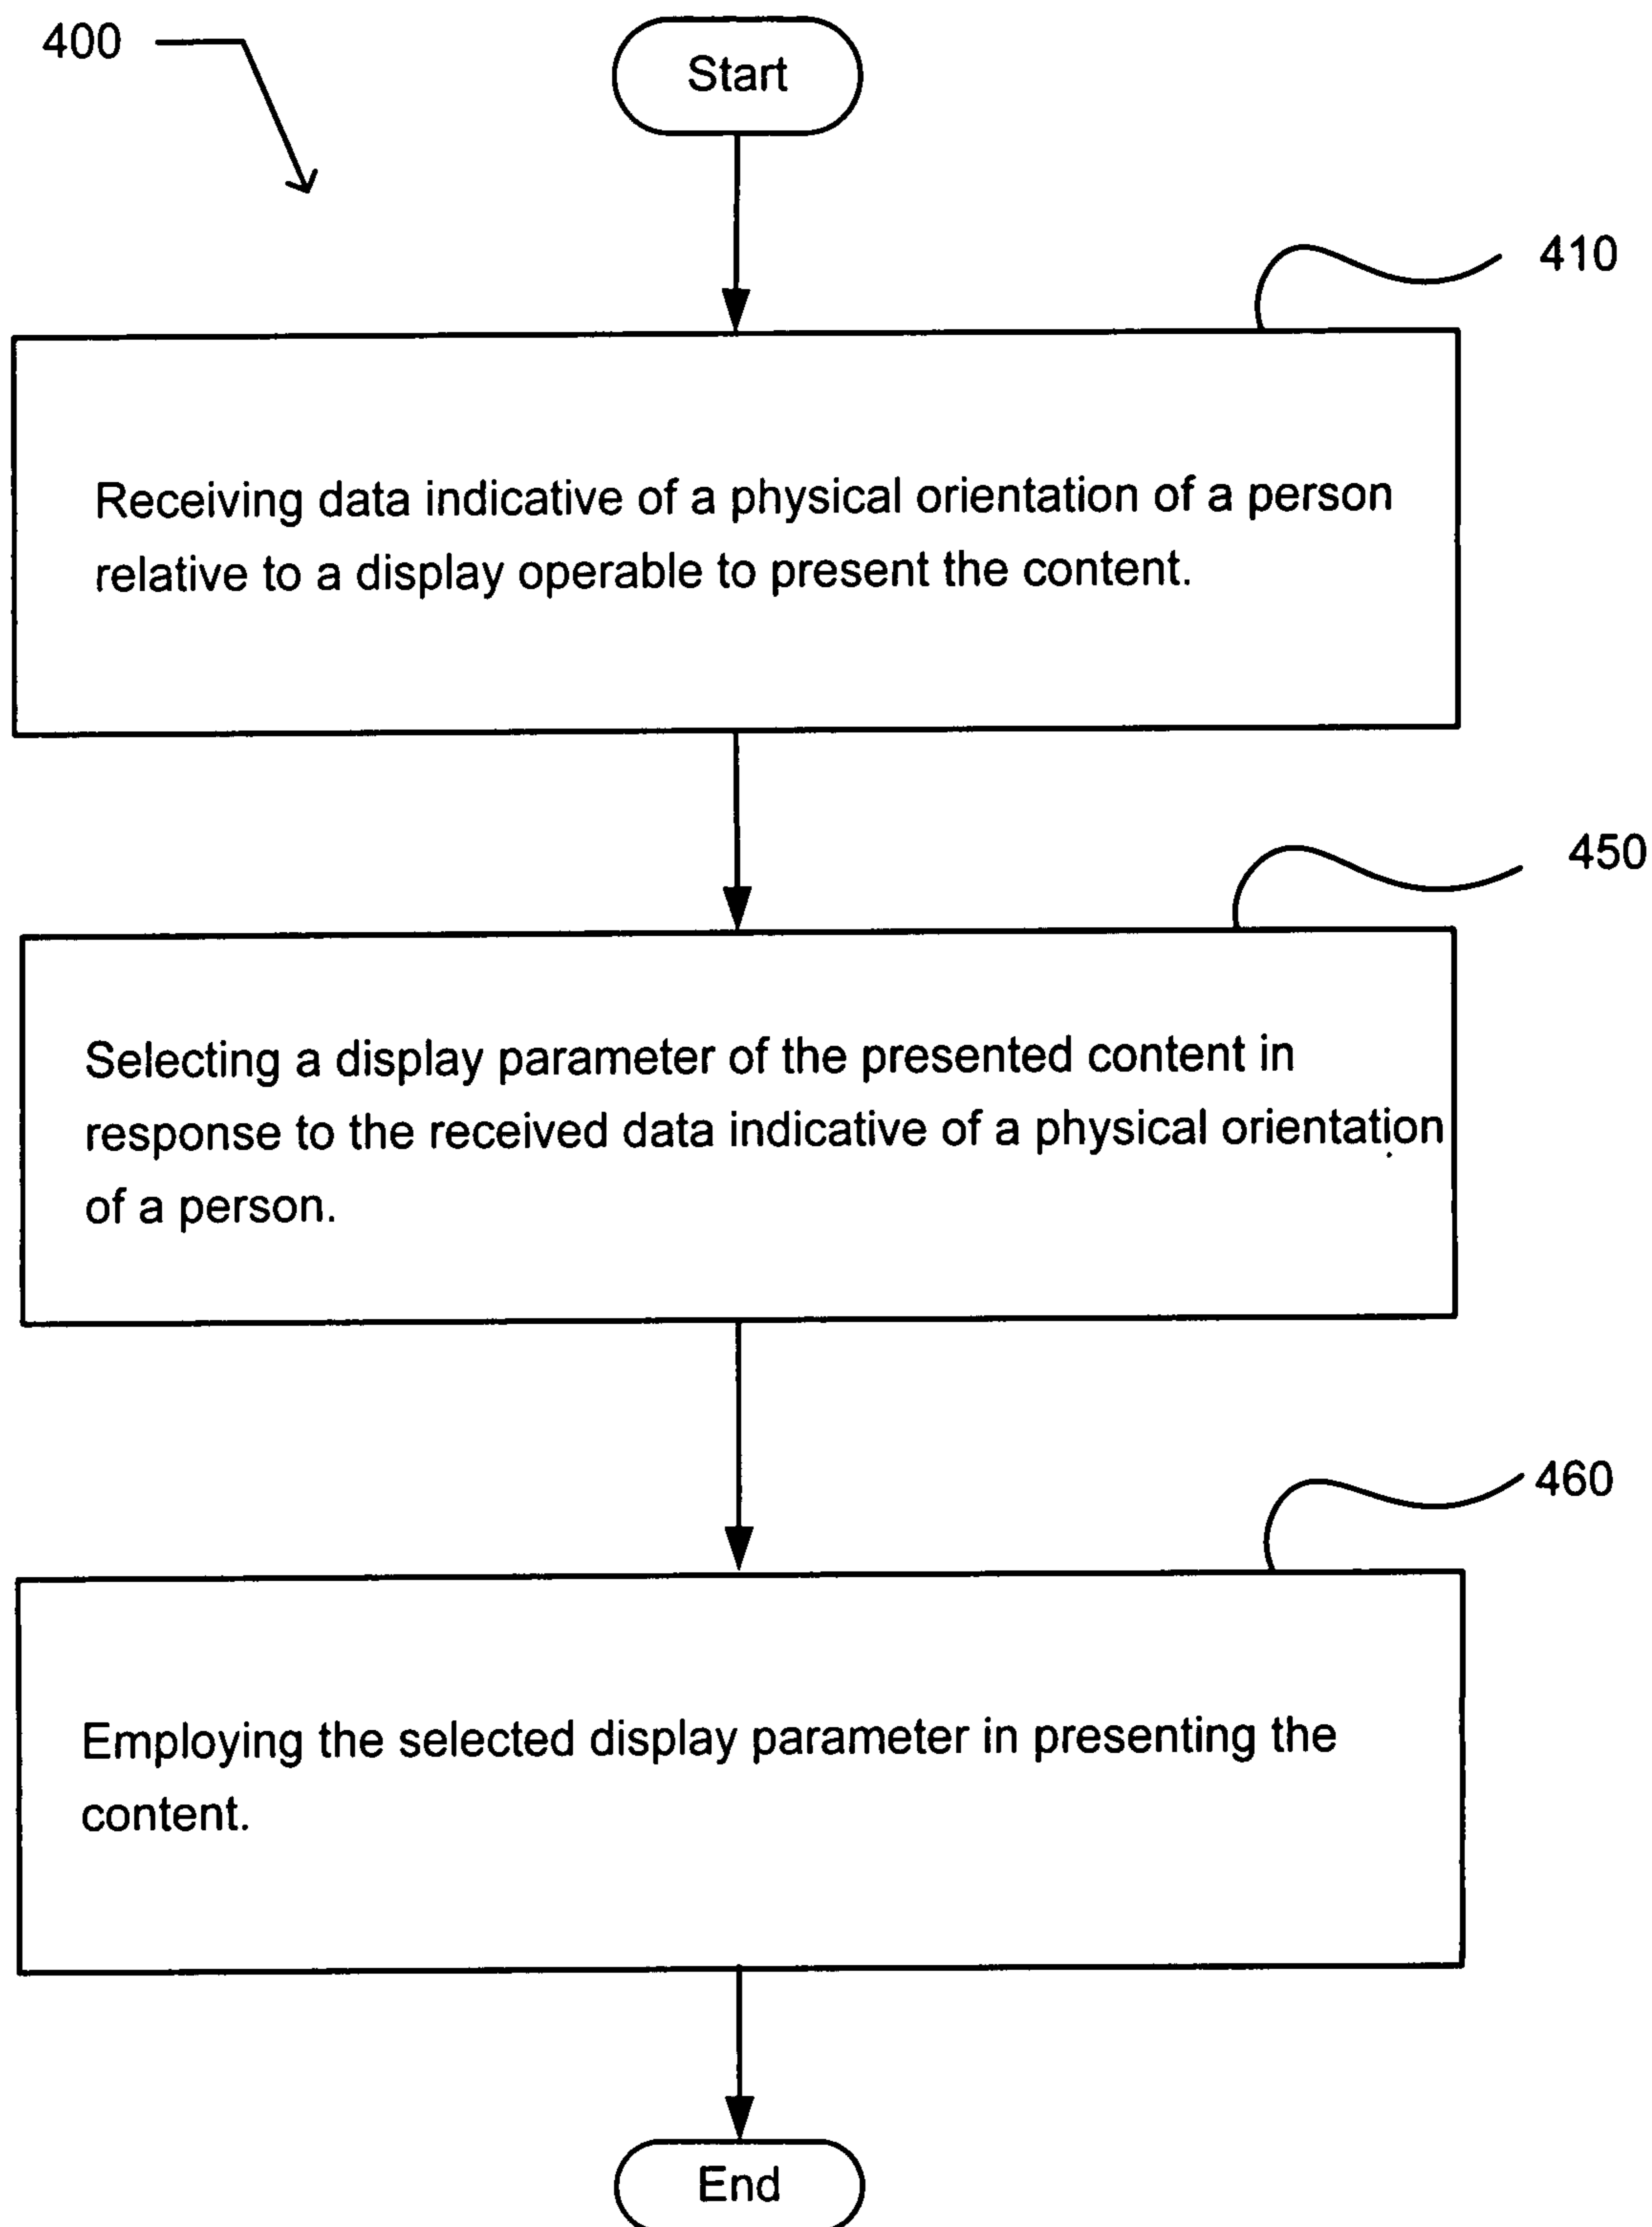 400
Start
410
Receiving data indicative of a physical orientation of a person
relative to a display operable to present the content.
450
Selecting a display parameter of the presented content in
response to the received data indicative of a physical orientation
of a person.
460
Employing the selected display parameter in presenting the
content.
End